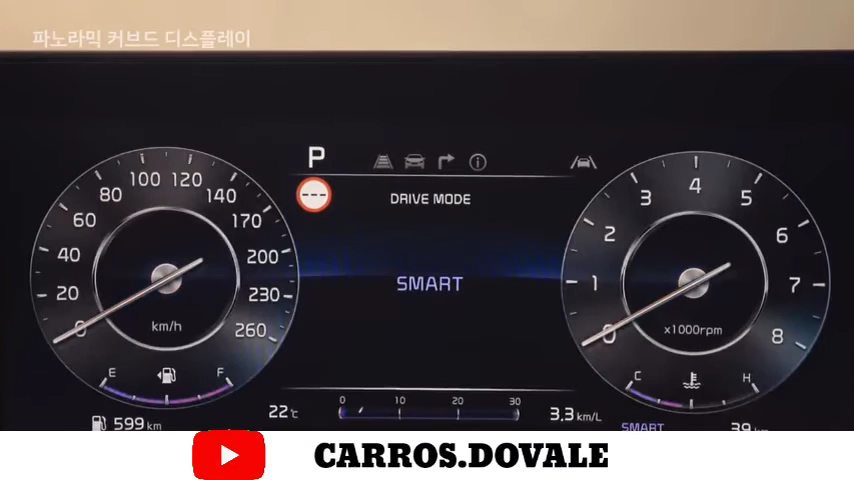 파노라믹 커브드 디스플레이
P
DRIVE MODE
SMART
0 20 40 60 80 100 120 140 170 200 230 260
km/h
E F
0 1 2 3 4 5 6 7 8
x1000rpm
C H
0 10 20 30
599 km
22℃
3,3 km/L
SMART
39 km
CARROS.DOVALE